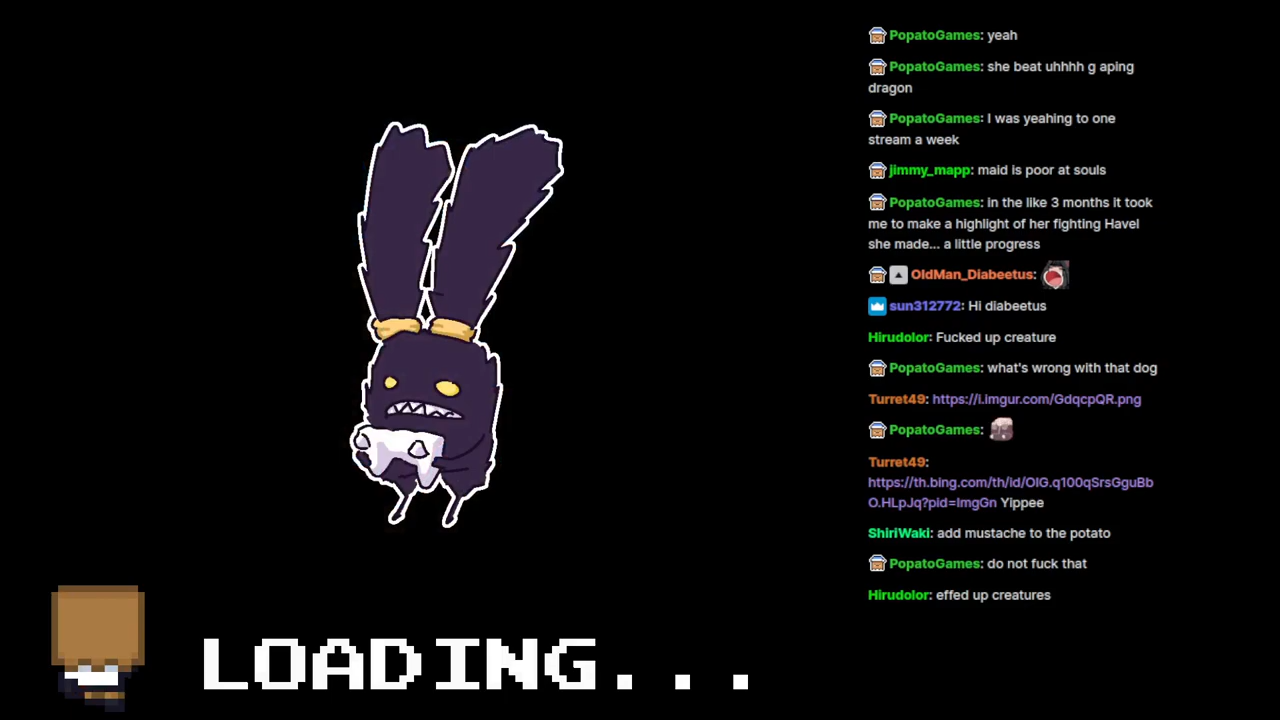 PopatoGames: yeah
PopatoGames: she beat uhhhh g aping
dragon
PopatoGames: I was yeahing to one
stream a week
jimmy_mapp: maid is poor at souls
PopatoGames: in the like 3 months it took
me to make a highlight of her fighting Havel
she made... a little progress
OldMan_Diabeetus:
sun312772: Hi diabeetus
Hirudolor: Fucked up creature
PopatoGames: what's wrong with that dog
Turret49: https://i.imgur.com/GdqcpQR.png
PopatoGames:
Turret49:
https://th.bing.com/th/id/OIG.q100qSrsGguBb
O.HLpJq?pid=ImgGn Yippee
ShiriWaki: add mustache to the potato
PopatoGames: do not fuck that
Hirudolor: effed up creatures
LOADING...